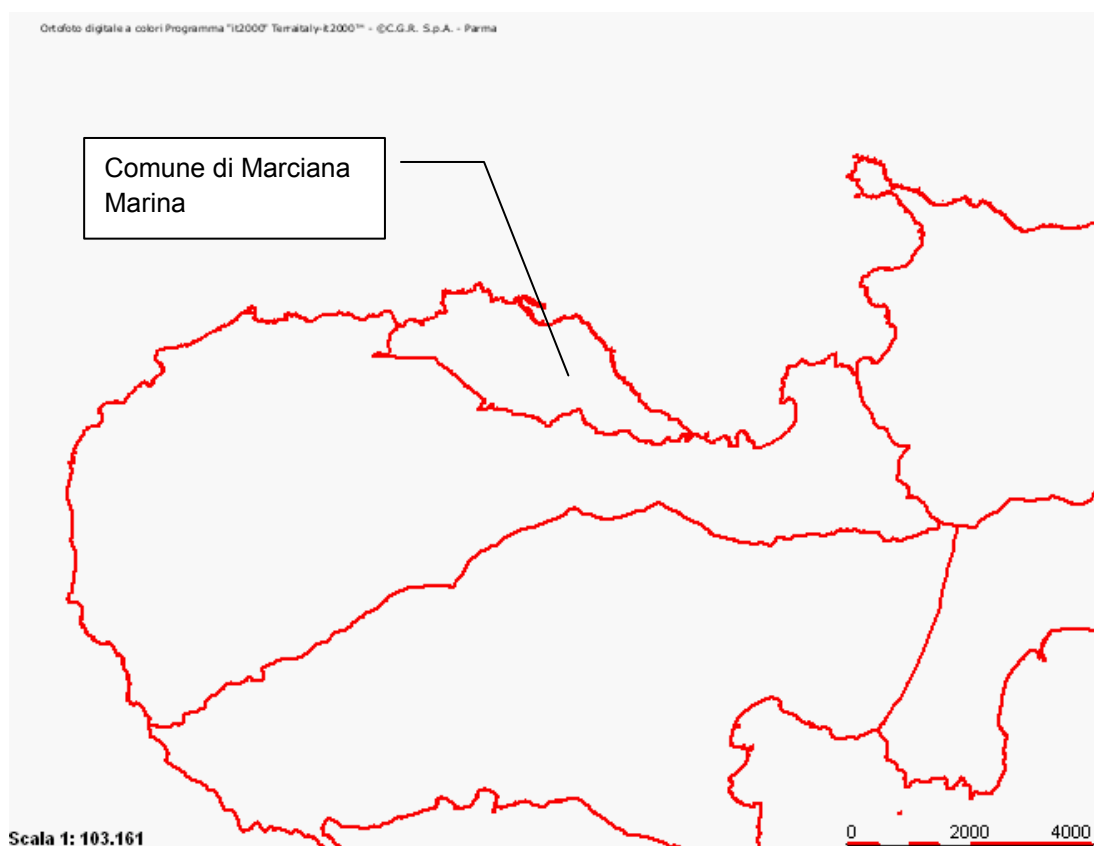 Ortofoto digitale a colori Programma "it2000" Terraitaly-it2000™ - ©C.G.R. S.p.A. - Parma
Comune di Marciana
Marina
Scala 1: 103.161
0 2000 4000